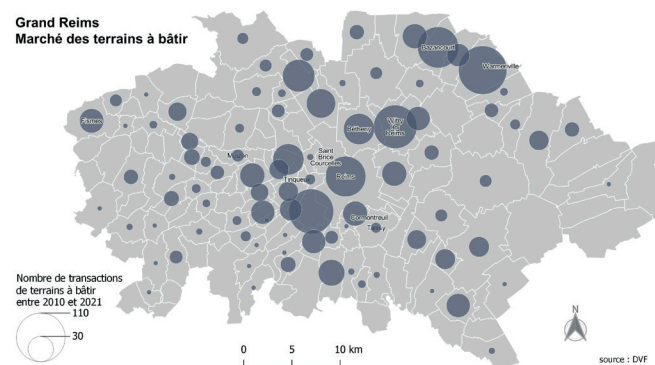 Grand Reims
Marché des terrains à bâtir
Bazancourt
Warmeriville
Fismes
Bétheny
Witry
lès
Reims
Muizon
Saint
Brice
Courcelles
Tinqueux
Reims
Cormontreuil
Taissy
Nombre de transactions
de terrains à bâtir
entre 2010 et 2021
110
30
0 5 10 km
N
source : DVF